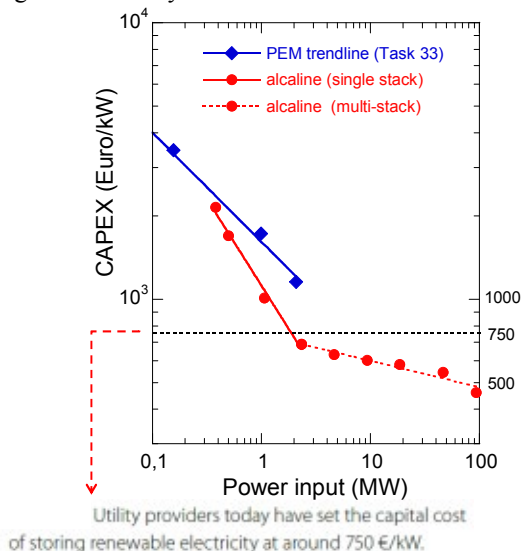 10⁴
PEM trendline (Task 33)
alcaline (single stack)
alcaline (multi-stack)
CAPEX (Euro/kW)
10³
1000
750
500
0,1
1
10
100
Power input (MW)
Utility providers today have set the capital cost
of storing renewable electricity at around 750 €/kW.